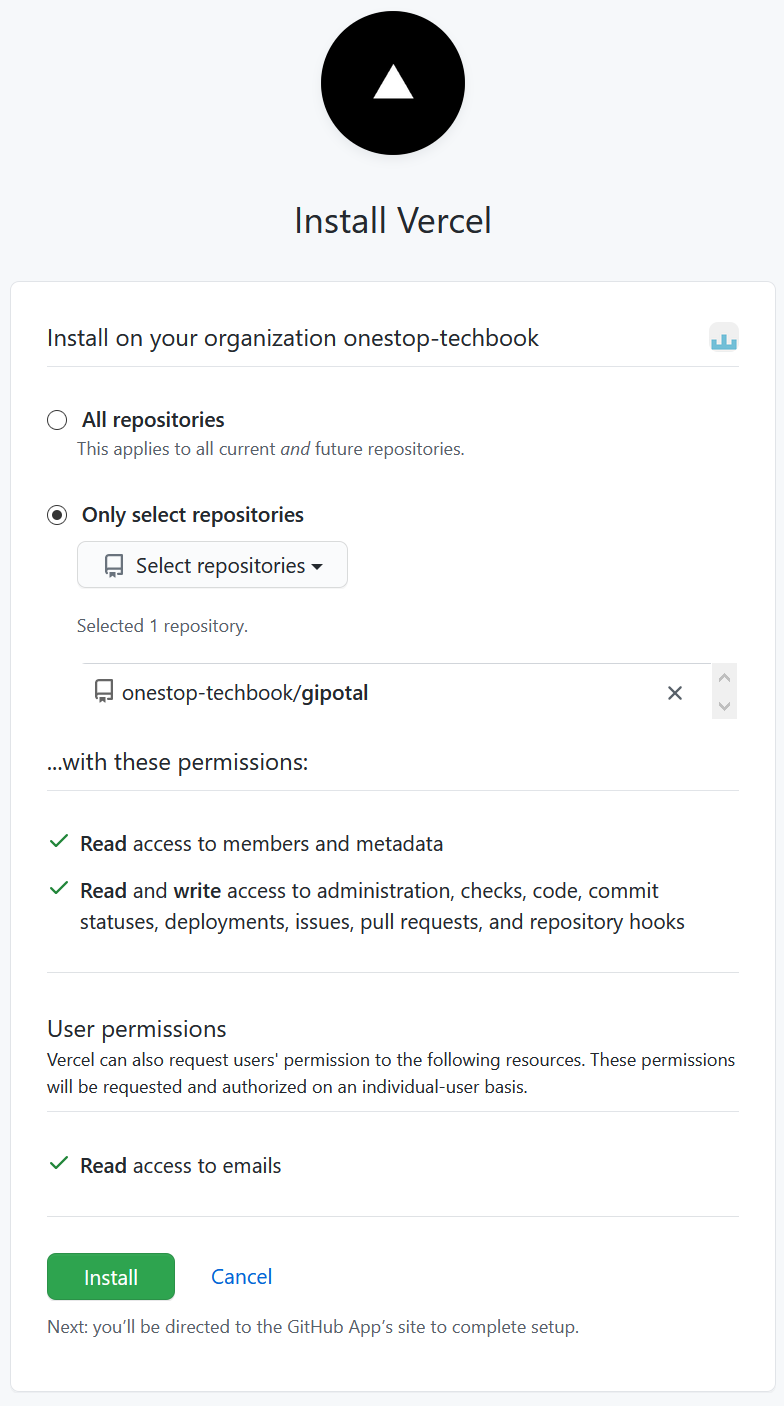 Install Vercel
Install on your organization onestop-techbook
All repositories
This applies to all current and future repositories.
Only select repositories
Select repositories
Selected 1 repository.
onestop-techbook/gipotal
...with these permissions:
Read access to members and metadata
Read and write access to administration, checks, code, commit
statuses, deployments, issues, pull requests, and repository hooks
User permissions
Vercel can also request users' permission to the following resources. These permissions
will be requested and authorized on an individual-user basis.
Read access to emails
Install Cancel
Next: you’ll be directed to the GitHub App’s site to complete setup.